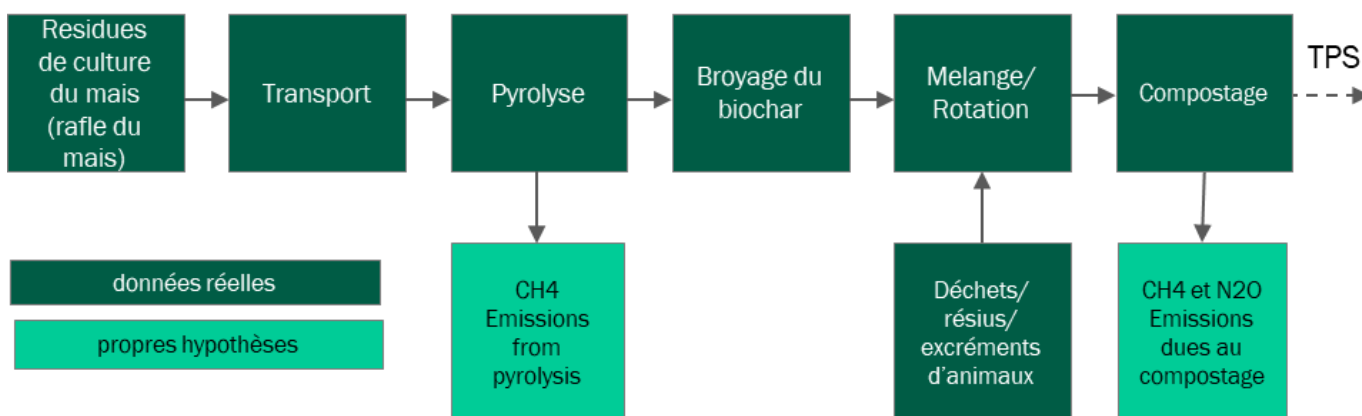 Residues
de culture
du mais
(rafle du
mais)
Transport
Pyrolyse
Broyage du
biochar
Melange/
Rotation
Compostage
TPS
données réelles
propres hypothèses
CH4
Emissions
from
pyrolysis
Déchets/
résius/
excréments
d'animaux
CH4 et N2O
Emissions
dues au
compostage